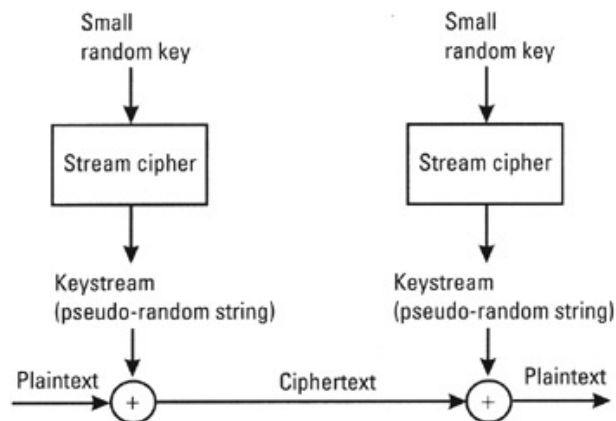 Small
random key
Small
random key
Stream cipher
Stream cipher
Keystream
(pseudo-random string)
Keystream
(pseudo-random string)
Plaintext
Ciphertext
Plaintext
+
+